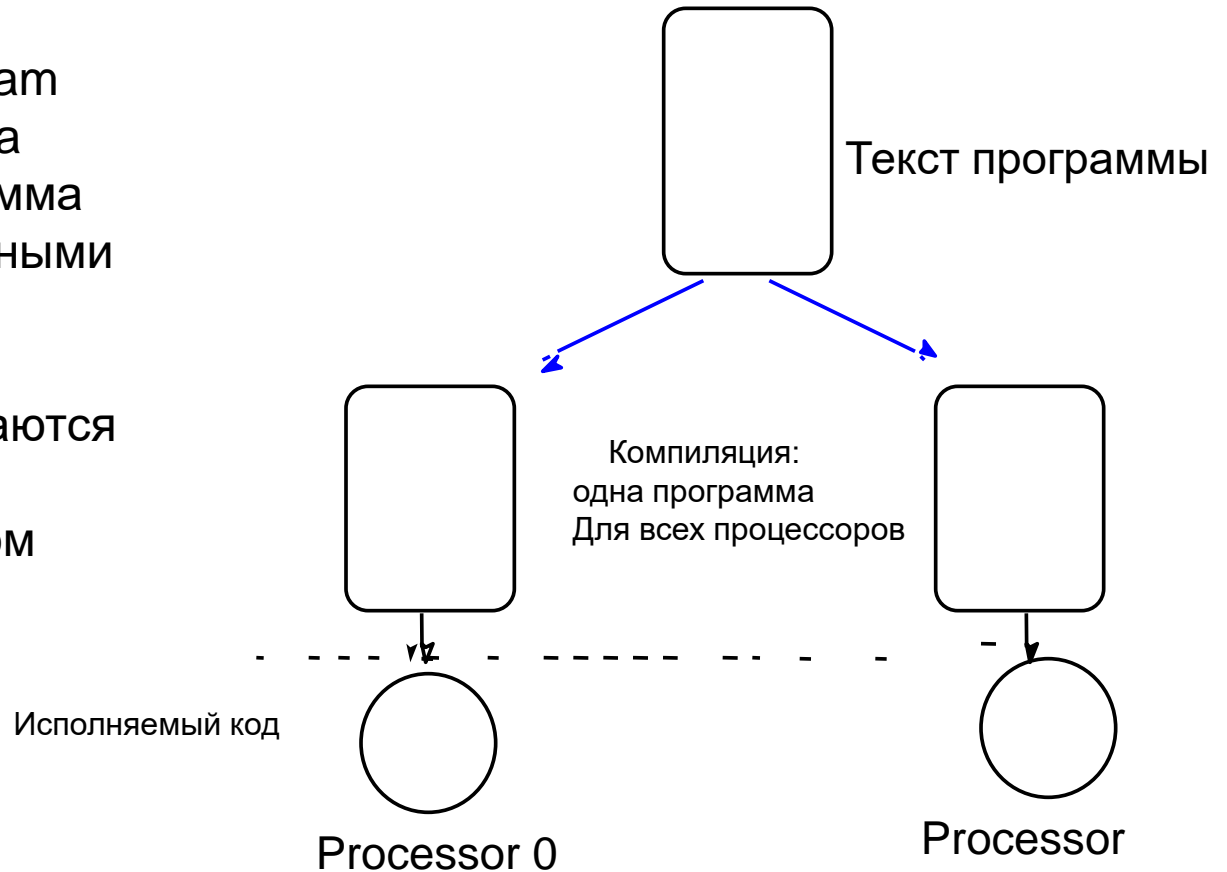 am
а
мма
ными
аются
ом
Текст программы
Компиляция:
одна программа
Для всех процессоров
Исполняемый код
Processor 0
Processor